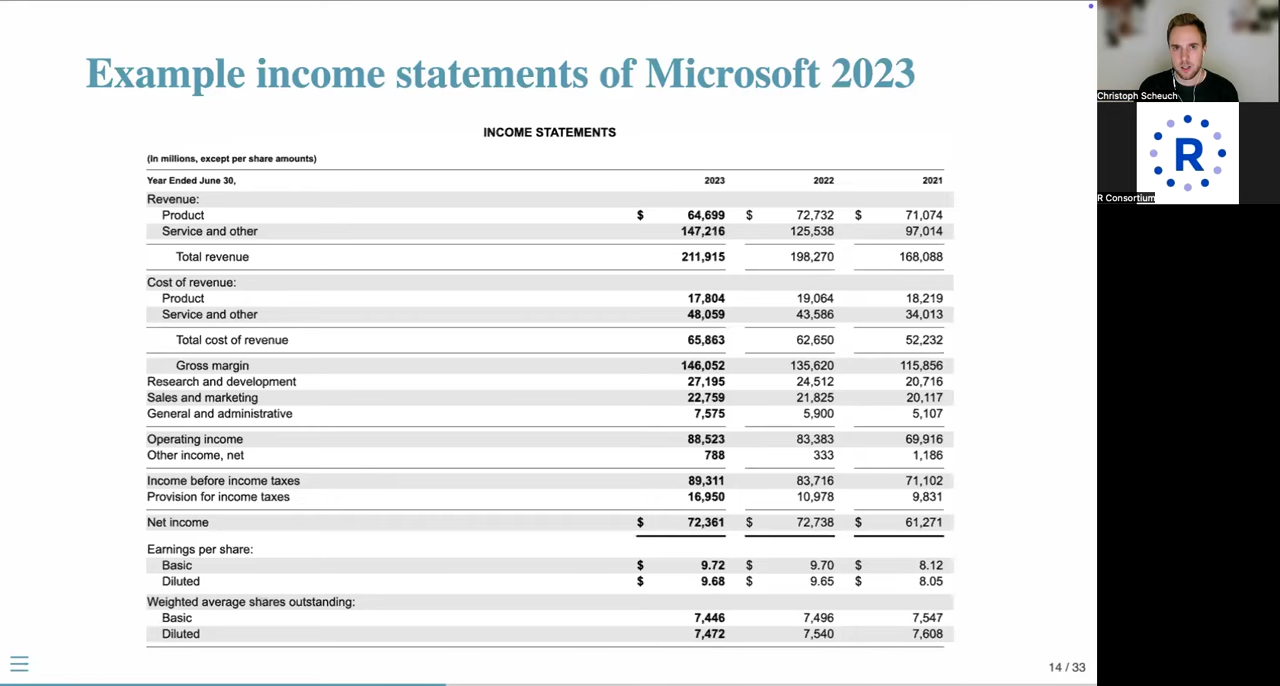 Example income statements of Microsoft 2023
INCOME STATEMENTS
(In millions, except per share amounts)
Year Ended June 30, 2023 2022 2021
Revenue:
Product $ 64,699 $ 72,732 $ 71,074
Service and other 147,216 125,538 97,014
Total revenue 211,915 198,270 168,088
Cost of revenue:
Product 17,804 19,064 18,219
Service and other 48,059 43,586 34,013
Total cost of revenue 65,863 62,650 52,232
Gross margin 146,052 135,620 115,856
Research and development 27,195 24,512 20,716
Sales and marketing 22,759 21,825 20,117
General and administrative 7,575 5,900 5,107
Operating income 88,523 83,383 69,916
Other income, net 788 333 1,186
Income before income taxes 89,311 83,716 71,102
Provision for income taxes 16,950 10,978 9,831
Net income $ 72,361 $ 72,738 $ 61,271
Earnings per share:
Basic $ 9.72 $ 9.70 $ 8.12
Diluted $ 9.68 $ 9.65 $ 8.05
Weighted average shares outstanding:
Basic 7,446 7,496 7,547
Diluted 7,472 7,540 7,608
14 / 33
Christoph Scheuch
R
R Consortium